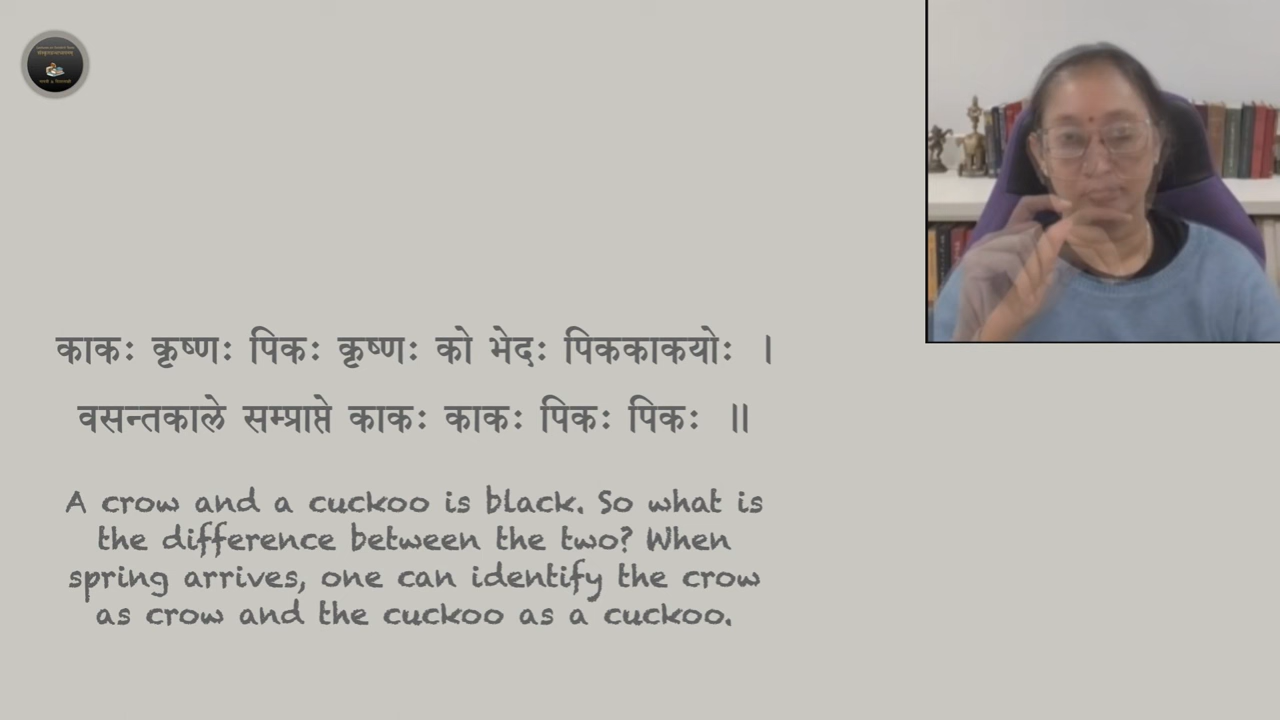 काकः कृष्णः पिकः कृष्णः को भेदः पिककाकयोः ।
वसन्तकाले सम्प्राप्ते काकः काकः पिकः पिकः ॥
A crow and a cuckoo is black. So what is
the difference between the two? When
spring arrives, one can identify the crow
as crow and the cuckoo as a cuckoo.